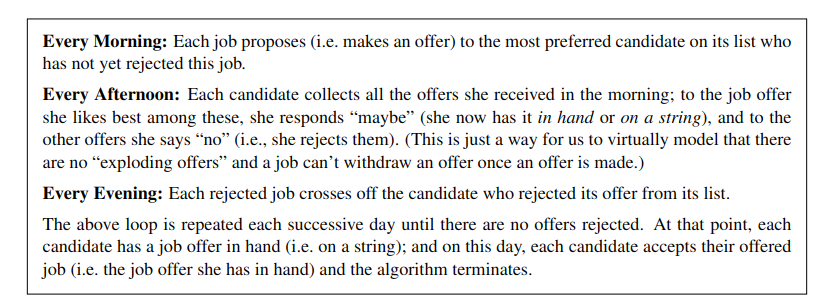 Every Morning: Each job proposes (i.e. makes an offer) to the most preferred candidate on its list who
has not yet rejected this job.
Every Afternoon: Each candidate collects all the offers she received in the morning; to the job offer
she likes best among these, she responds “maybe” (she now has it in hand or on a string), and to the
other offers she says “no” (i.e., she rejects them). (This is just a way for us to virtually model that there
are no “exploding offers” and a job can’t withdraw an offer once an offer is made.)
Every Evening: Each rejected job crosses off the candidate who rejected its offer from its list.
The above loop is repeated each successive day until there are no offers rejected. At that point, each
candidate has a job offer in hand (i.e. on a string); and on this day, each candidate accepts their offered
job (i.e. the job offer she has in hand) and the algorithm terminates.